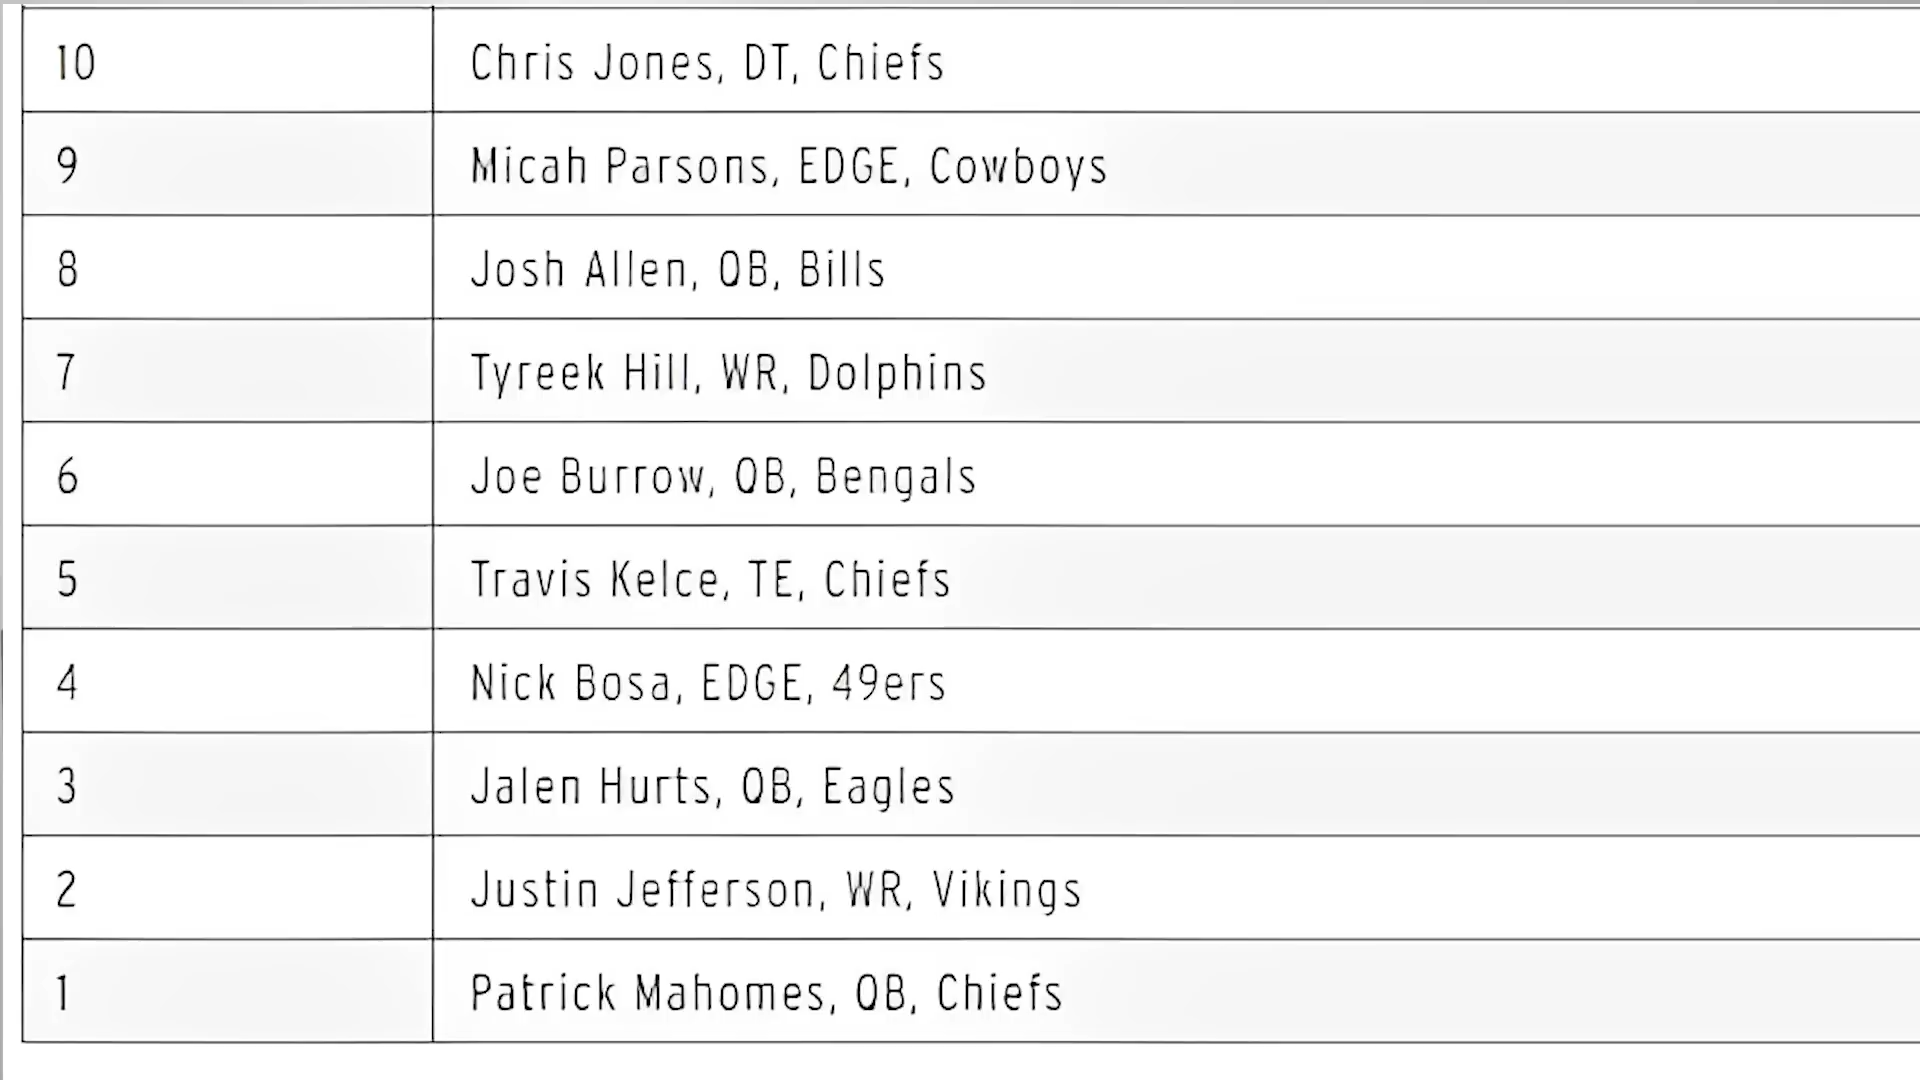 10 Chris Jones, DT, Chiefs
9 Micah Parsons, EDGE, Cowboys
8 Josh Allen, QB, Bills
7 Tyreek Hill, WR, Dolphins
6 Joe Burrow, QB, Bengals
5 Travis Kelce, TE, Chiefs
4 Nick Bosa, EDGE, 49ers
3 Jalen Hurts, QB, Eagles
2 Justin Jefferson, WR, Vikings
1 Patrick Mahomes, QB, Chiefs